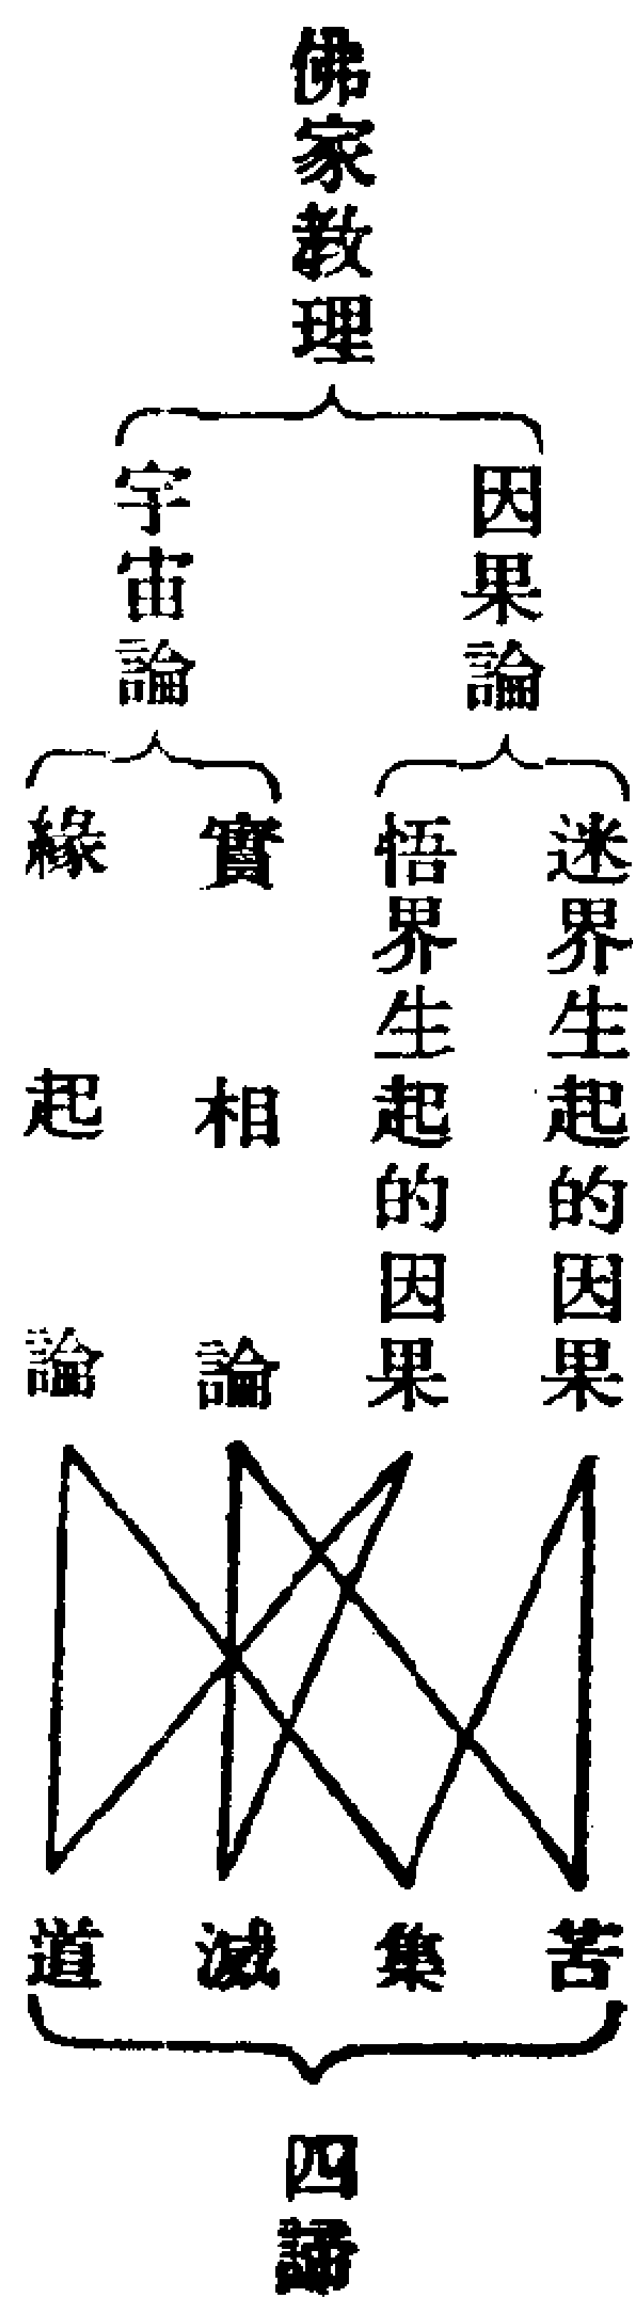 佛家教理
因果論
宇宙論
迷界生起的因果
悟界生起的因果
實相論
緣起論
苦
集
滅
道
四諦